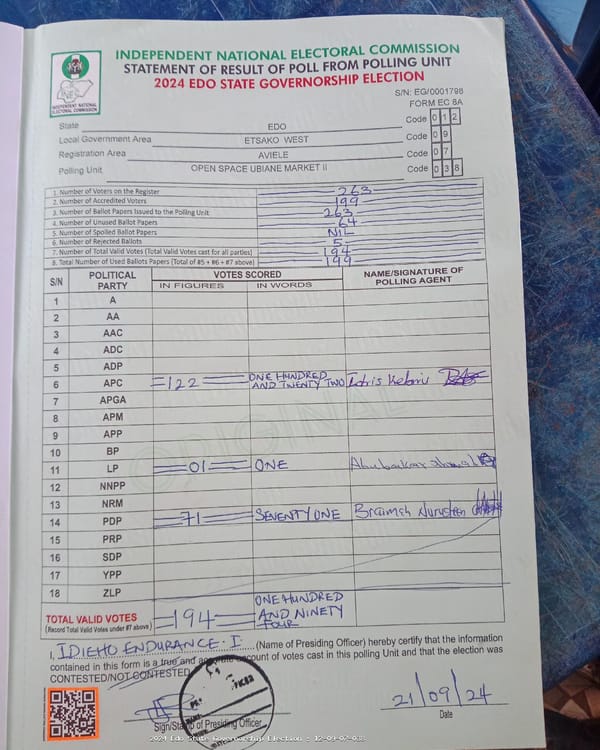 INDEPENDENT NATIONAL ELECTORAL COMMISSION
STATEMENT OF RESULT OF POLL FROM POLLING UNIT
2024 EDO STATE GOVERNORSHIP ELECTION
INDEPENDENT NATIONAL ELECTORAL COMMISSION
S/N: EG/0001798
FORM EC 8A
State EDO Code 0 1 2
Local Government Area ETSAKO WEST Code 0 9
Registration Area AVIELE Code 0 7
Polling Unit OPEN SPACE UBIANE MARKET II Code 0 3 8
1. Number of Voters on the Register 263
2. Number of Accredited Voters 199
3. Number of Ballot Papers Issued to the Polling Unit 263
4. Number of Unused Ballot Papers 64
5. Number of Spoiled Ballot Papers NIL
6. Number of Rejected Ballots 5
7. Number of Total Valid Votes (Total Valid Votes cast for all parties) 194
8. Total Number of Used Ballots Papers (Total of #5 + #6 + #7 above) 199
S/N POLITICAL PARTY VOTES SCORED NAME/SIGNATURE OF POLLING AGENT
IN FIGURES IN WORDS
1 A
2 AA
3 AAC
4 ADC
5 ADP
6 APC 122 ONE HUNDRED AND TWENTY TWO Idris
7 APGA
8 APM
9 APP
10 BP
11 LP 01 ONE Abubakar
12 NNPP
13 NRM
14 PDP 71 SEVENTY ONE Braimah
15 PRP
16 SDP
17 YPP
18 ZLP
TOTAL VALID VOTES 194 ONE HUNDRED AND NINETY FOUR
(Record Total Valid Votes under #7 above)
I, IDIEHO ENDURANCE. I (Name of Presiding Officer) hereby certify that the information
contained in this form is a true and account of votes cast in this polling Unit and that the election was
CONTESTED/NOT CONTESTED
21/09/24
Sign/Stamp of Presiding Officer Date
2024 Edo State Governorship Election : 12-09-07-038